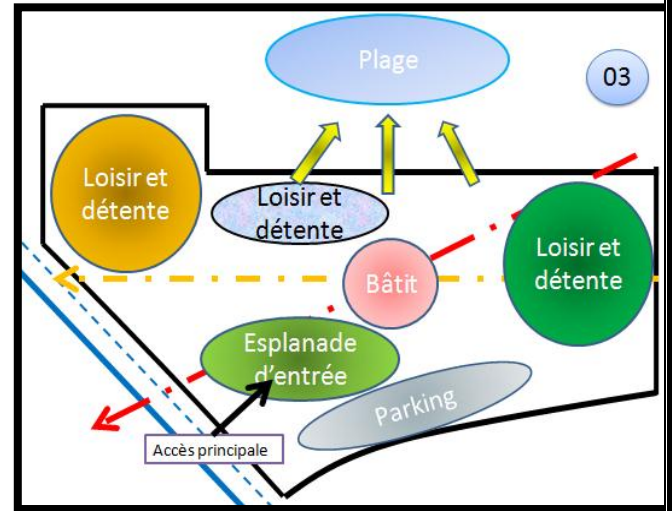 Plage
03
Loisir et
détente
Loisir et
détente
Loisir et
détente
Bâtit
Esplanade
d'entrée
Parking
Accès principale